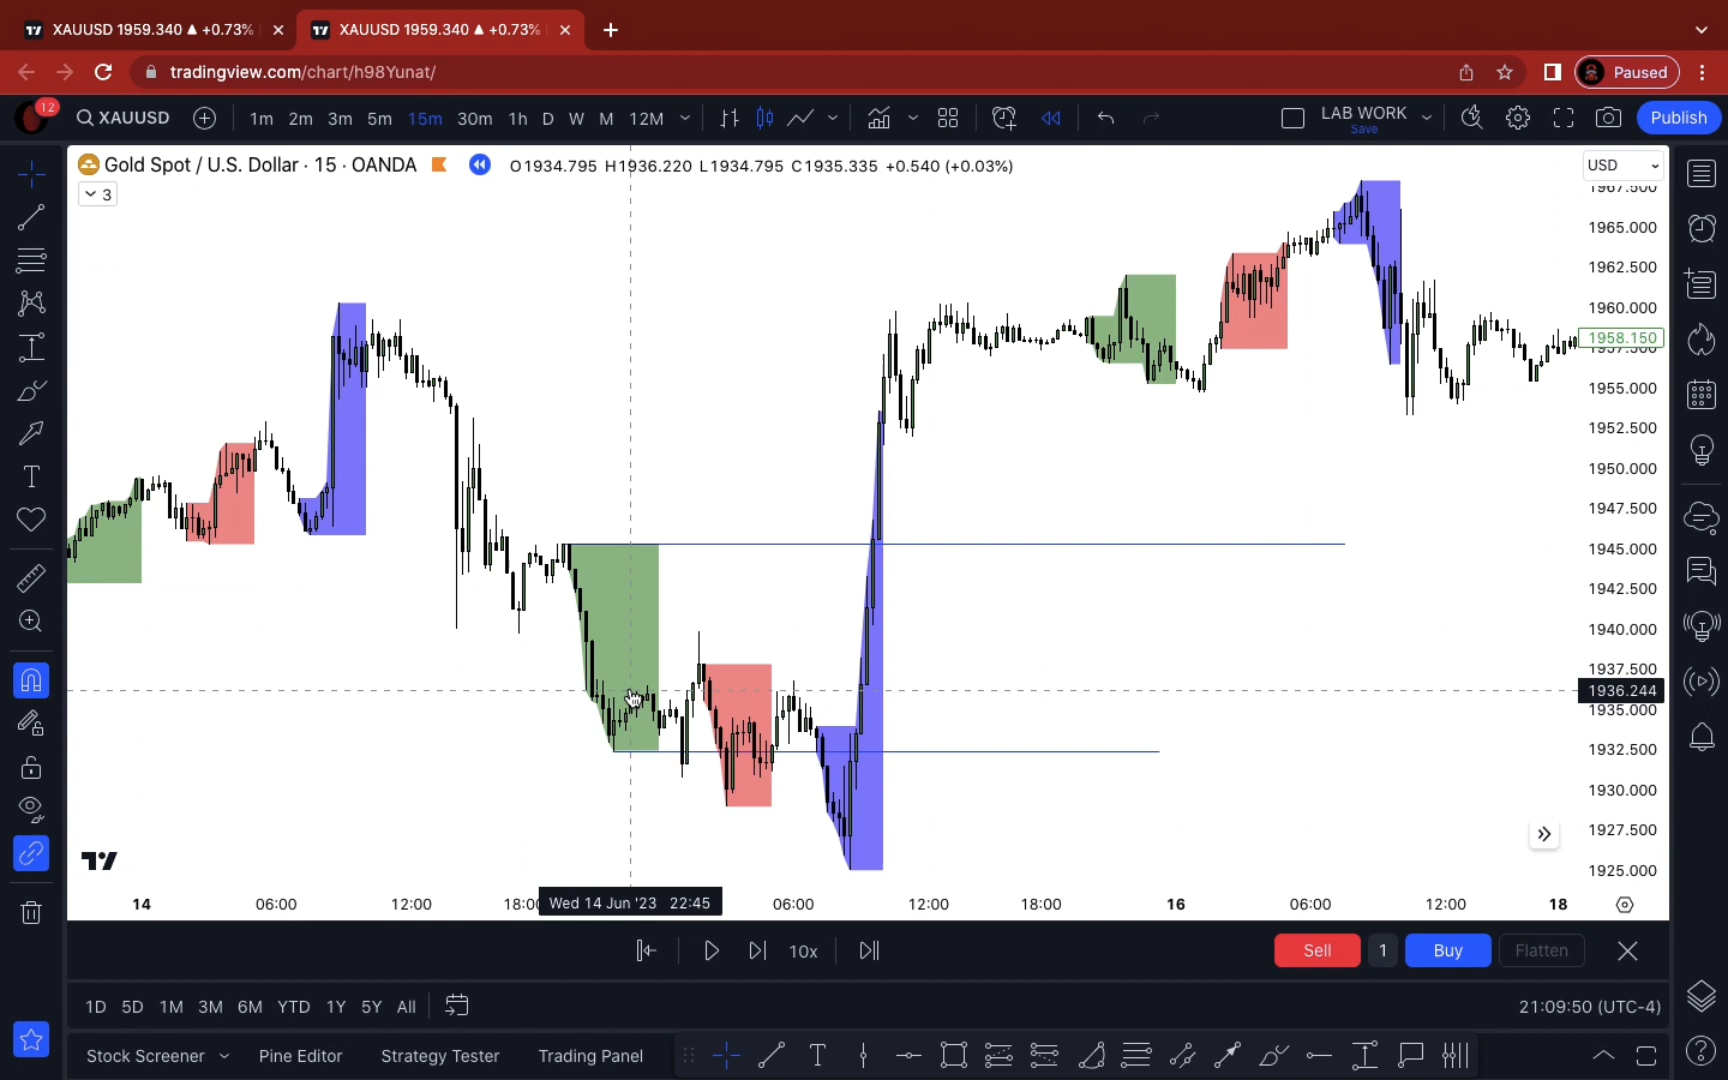 XAUUSD 1959.340 ▲ +0.73%
XAUUSD 1959.340 ▲ +0.73%
tradingview.com/chart/h98Yunat/
Paused
12
XAUUSD
1m 2m 3m 5m 15m 30m 1h D W M 12M
LAB WORK
Save
Publish
Gold Spot / U.S. Dollar · 15 · OANDA
O1934.795 H1936.220 L1934.795 C1935.335 +0.540 (+0.03%)
USD
3
1967.500
1965.000
1962.500
1960.000
1958.150
1957.500
1955.000
1952.500
1950.000
1947.500
1945.000
1942.500
1940.000
1937.500
1936.244
1935.000
1932.500
1930.000
1927.500
1925.000
14 06:00 12:00 18:00 Wed 14 Jun '23 22:45 06:00 12:00 18:00 16 06:00 12:00 18
10x
Sell 1 Buy Flatten
1D 5D 1M 3M 6M YTD 1Y 5Y All
21:09:50 (UTC-4)
Stock Screener Pine Editor Strategy Tester Trading Panel